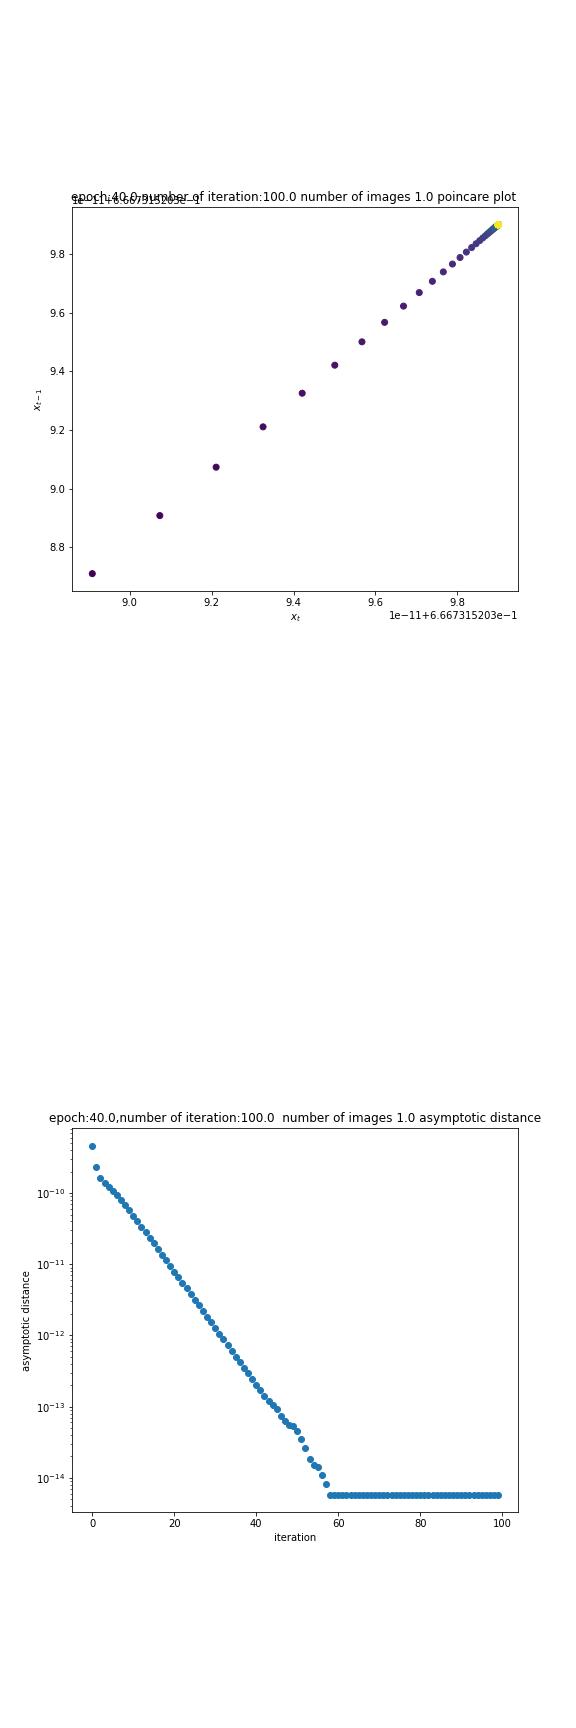 epoch:40.0,number of iteration:100.0 number of images 1.0 poincare plot
1e−11+6.667315203e−1
9.8
9.6
9.4
9.2
9.0
8.8
x_{t−1}
9.0 9.2 9.4 9.6 9.8
x_t
1e−11+6.667315203e−1
epoch:40.0,number of iteration:100.0  number of images 1.0 asymptotic distance
10^{−10}
10^{−11}
10^{−12}
10^{−13}
10^{−14}
asymptotic distance
0 20 40 60 80 100
iteration